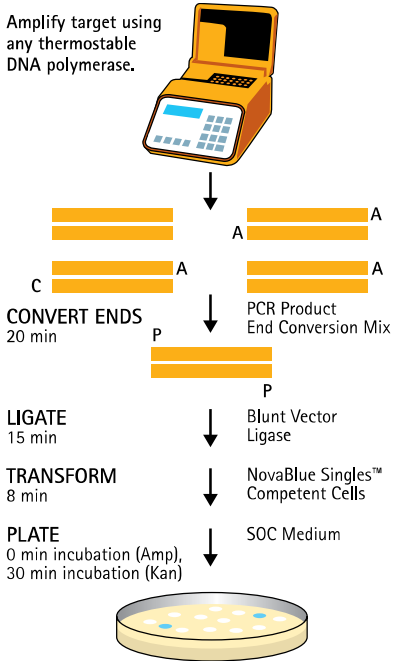 Amplify target using
any thermostable
DNA polymerase.
A
A
A
C
A
CONVERT ENDS
20 min
PCR Product
End Conversion Mix
P
P
LIGATE
15 min
Blunt Vector
Ligase
TRANSFORM
8 min
NovaBlue Singles™
Competent Cells
PLATE
0 min incubation (Amp),
30 min incubation (Kan)
SOC Medium